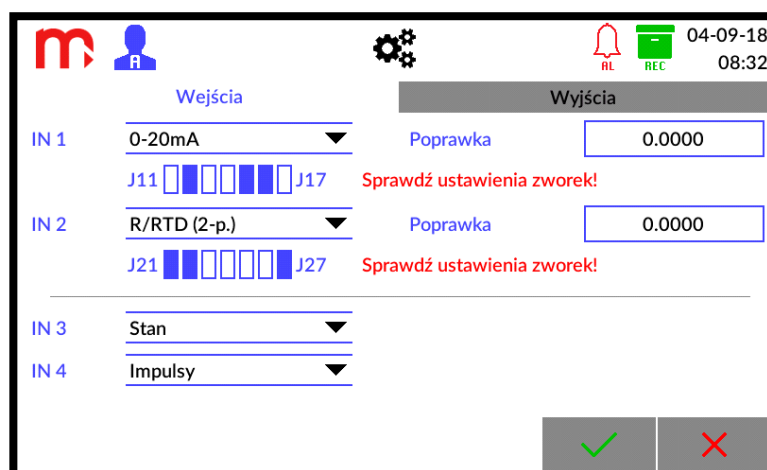 m A AL REC 04-09-18
08:32
Wejścia Wyjścia
IN 1 0-20mA Poprawka 0.0000
J11 J17 Sprawdź ustawienia zworek!
IN 2 R/RTD (2-p.) Poprawka 0.0000
J21 J27 Sprawdź ustawienia zworek!
IN 3 Stan
IN 4 Impulsy